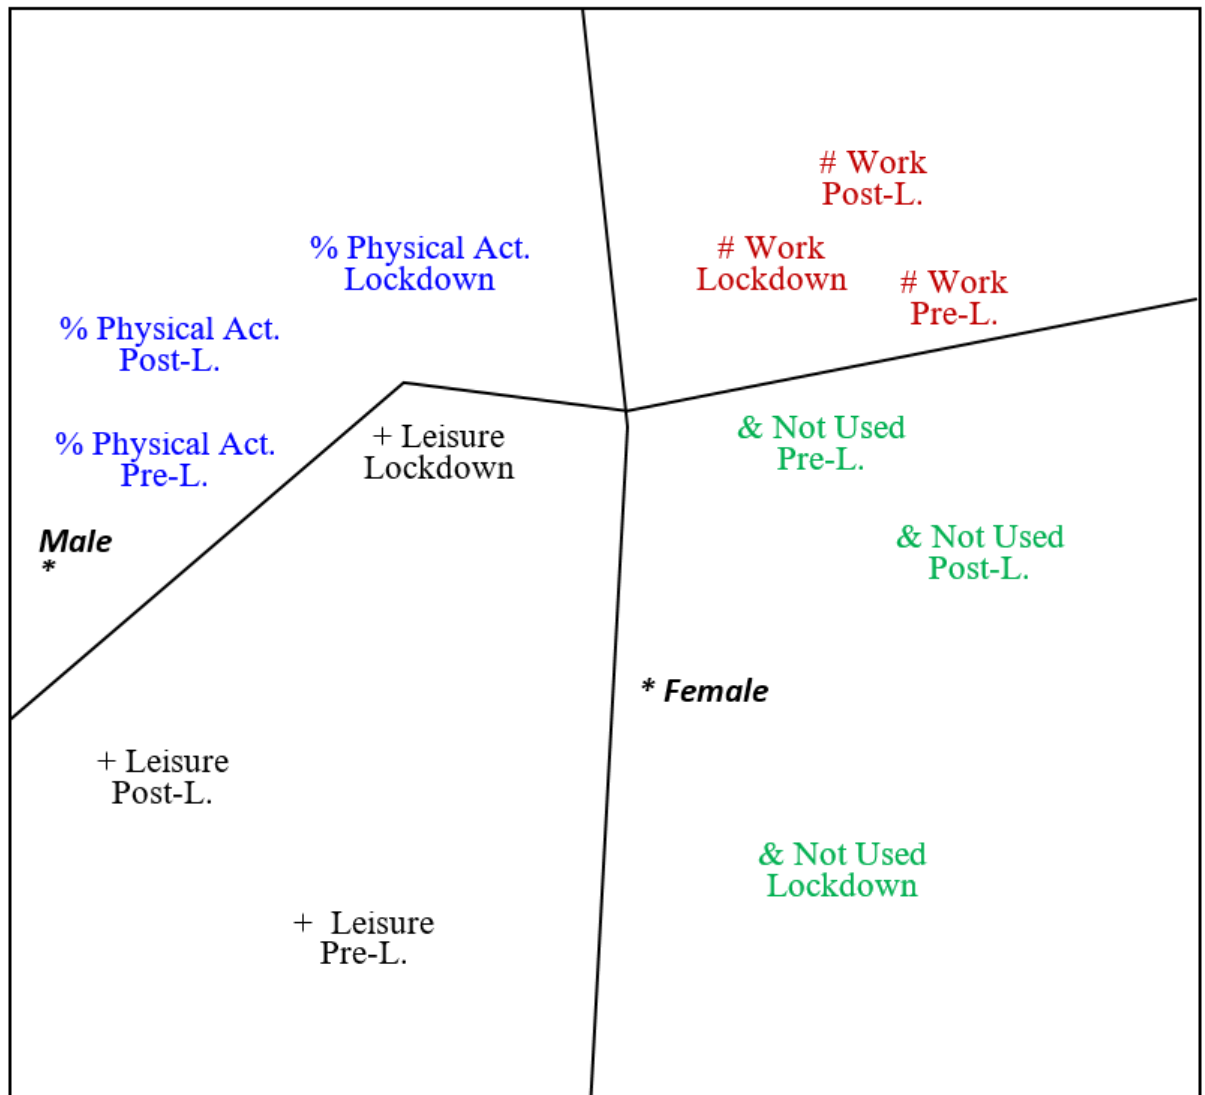 # Work
Post-L.
% Physical Act.
Lockdown
# Work
Lockdown
# Work
Pre-L.
% Physical Act.
Post-L.
% Physical Act.
Pre-L.
+ Leisure
Lockdown
& Not Used
Pre-L.
& Not Used
Post-L.
Male
*
* Female
+ Leisure
Post-L.
& Not Used
Lockdown
+ Leisure
Pre-L.